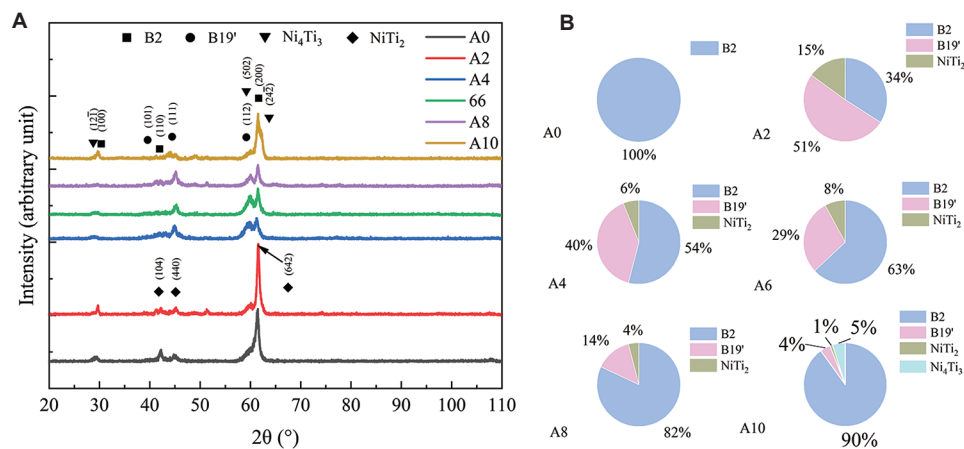 A
B2
B19'
Ni₄Ti₃
NiTi₂
A0
A2
A4
66
A8
A10
(12̄1)
(100)
(101)
(110)
(111)
(112)
(502)
(200)
(242̄)
(104)
(440)
(642)
Intensity (arbitrary unit)
20 30 40 50 60 70 80 90 100 110
2θ (°)
B
B2
A0
100%
B2
B19'
NiTi₂
15%
34%
51%
A2
B2
B19'
NiTi₂
6%
40%
54%
A4
B2
B19'
NiTi₂
8%
29%
63%
A6
B2
B19'
NiTi₂
14%
4%
82%
A8
B2
B19'
NiTi₂
Ni₄Ti₃
4%
1%
5%
90%
A10